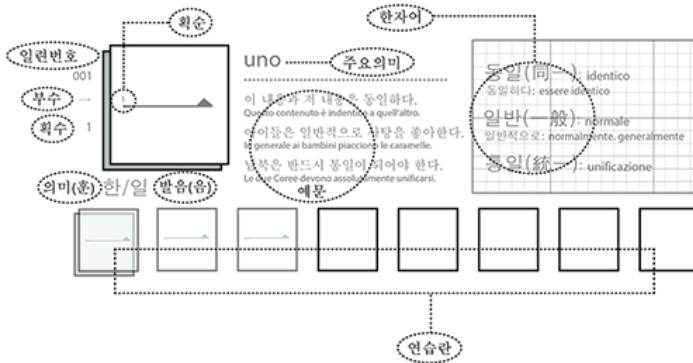 획순
한자어
일련번호
001
uno
주요의미
동일(同一): identico
동일하다: essere identico
부수
一
1
이 내용과 저 내용은 동일하다.
Questo contenuto è indentico a quell'altro.
일반(一般): normale
일반적으로: normalmente, generalmente
획수
1
아이들은 일반적으로 사탕을 좋아한다.
In generale ai bambini piacciono le caramelle.
통일(統一): unificazione
남북은 반드시 통일이 되어야 한다.
Le due Coree devono assolutamente unificarsi.
의미(훈)
한/일
발음(음)
예문
연습란